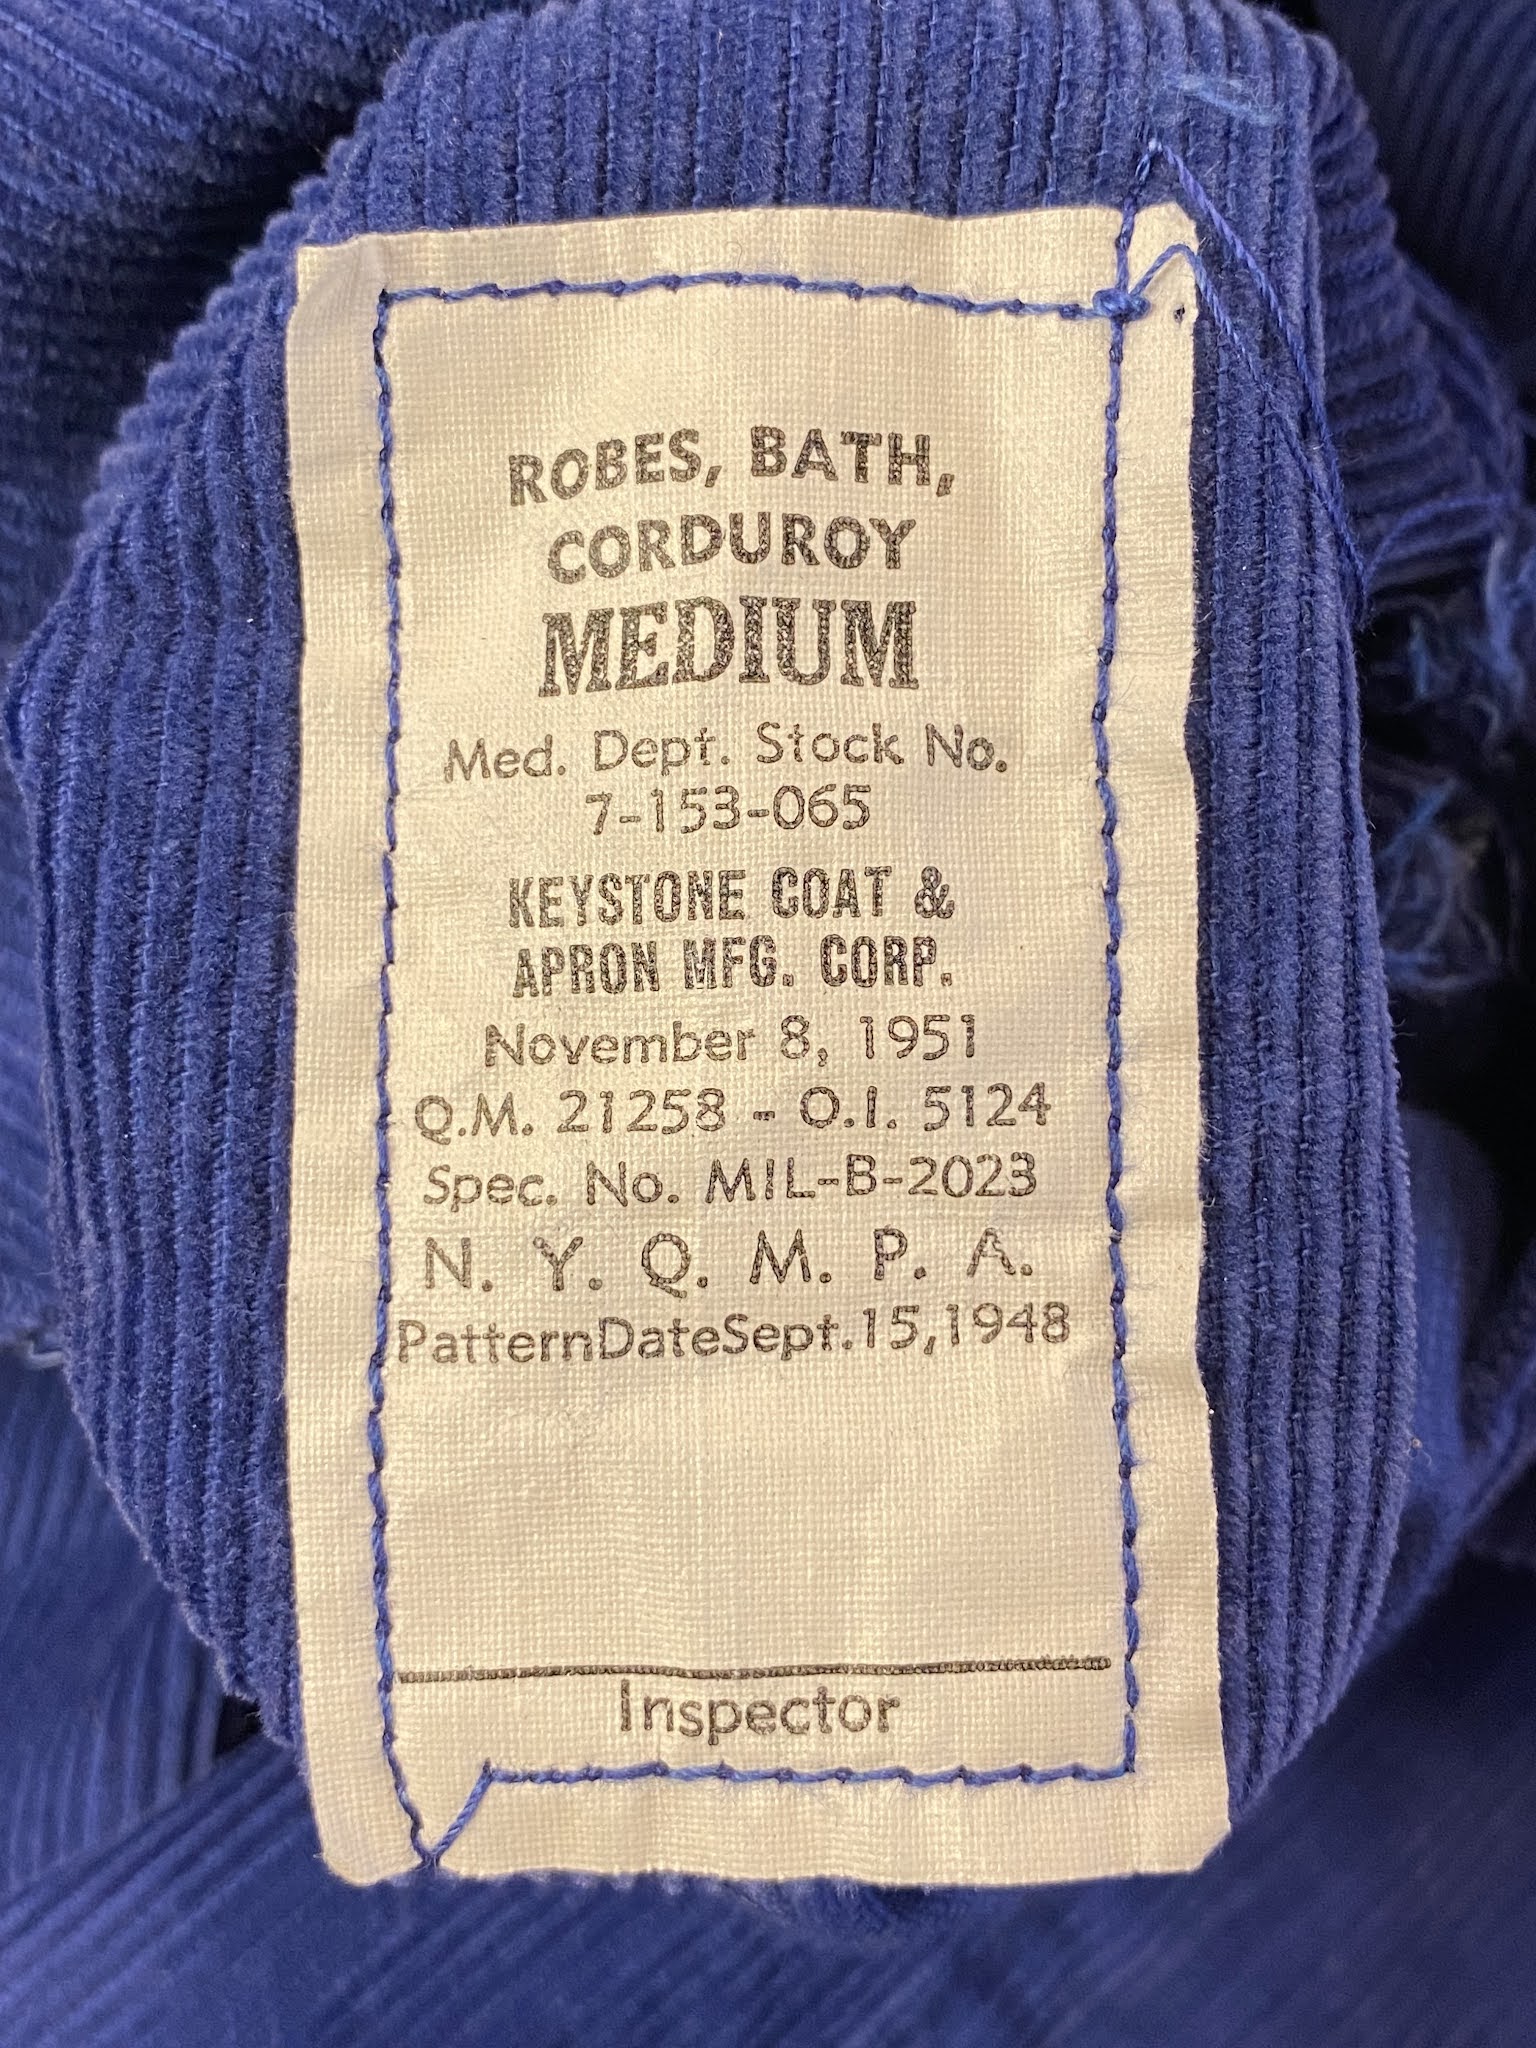 ROBES, BATH,
CORDUROY
MEDIUM
Med. Dept. Stock No.
7-153-065
KEYSTONE COAT &
APRON MFG. CORP.
November 8, 1951
Q.M. 21258 - O.I. 5124
Spec. No. MIL-B-2023
N. Y. Q. M. P. A.
PatternDateSept.15,1948
Inspector